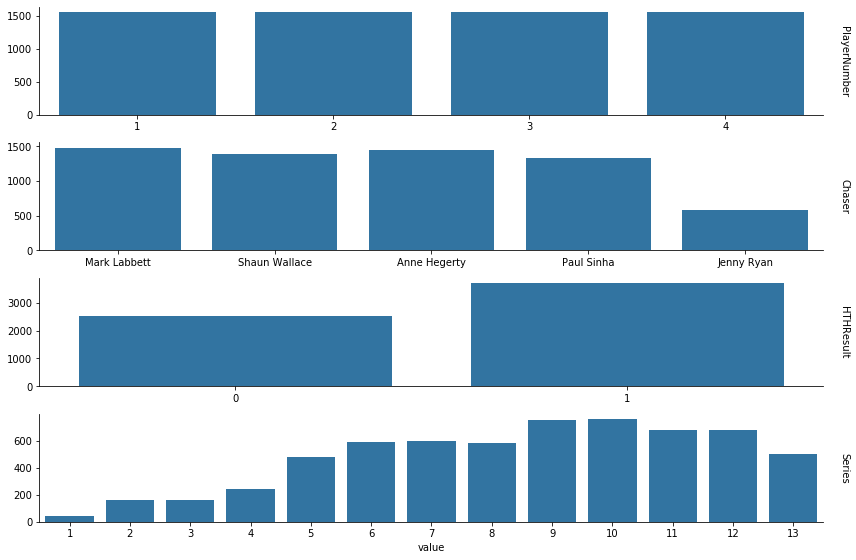 1500
1000
500
0
1 2 3 4
PlayerNumber
1500
1000
500
0
Mark Labbett Shaun Wallace Anne Hegerty Paul Sinha Jenny Ryan
Chaser
3000
2000
1000
0
0 1
HTHResult
600
400
200
0
1 2 3 4 5 6 7 8 9 10 11 12 13
value
Series